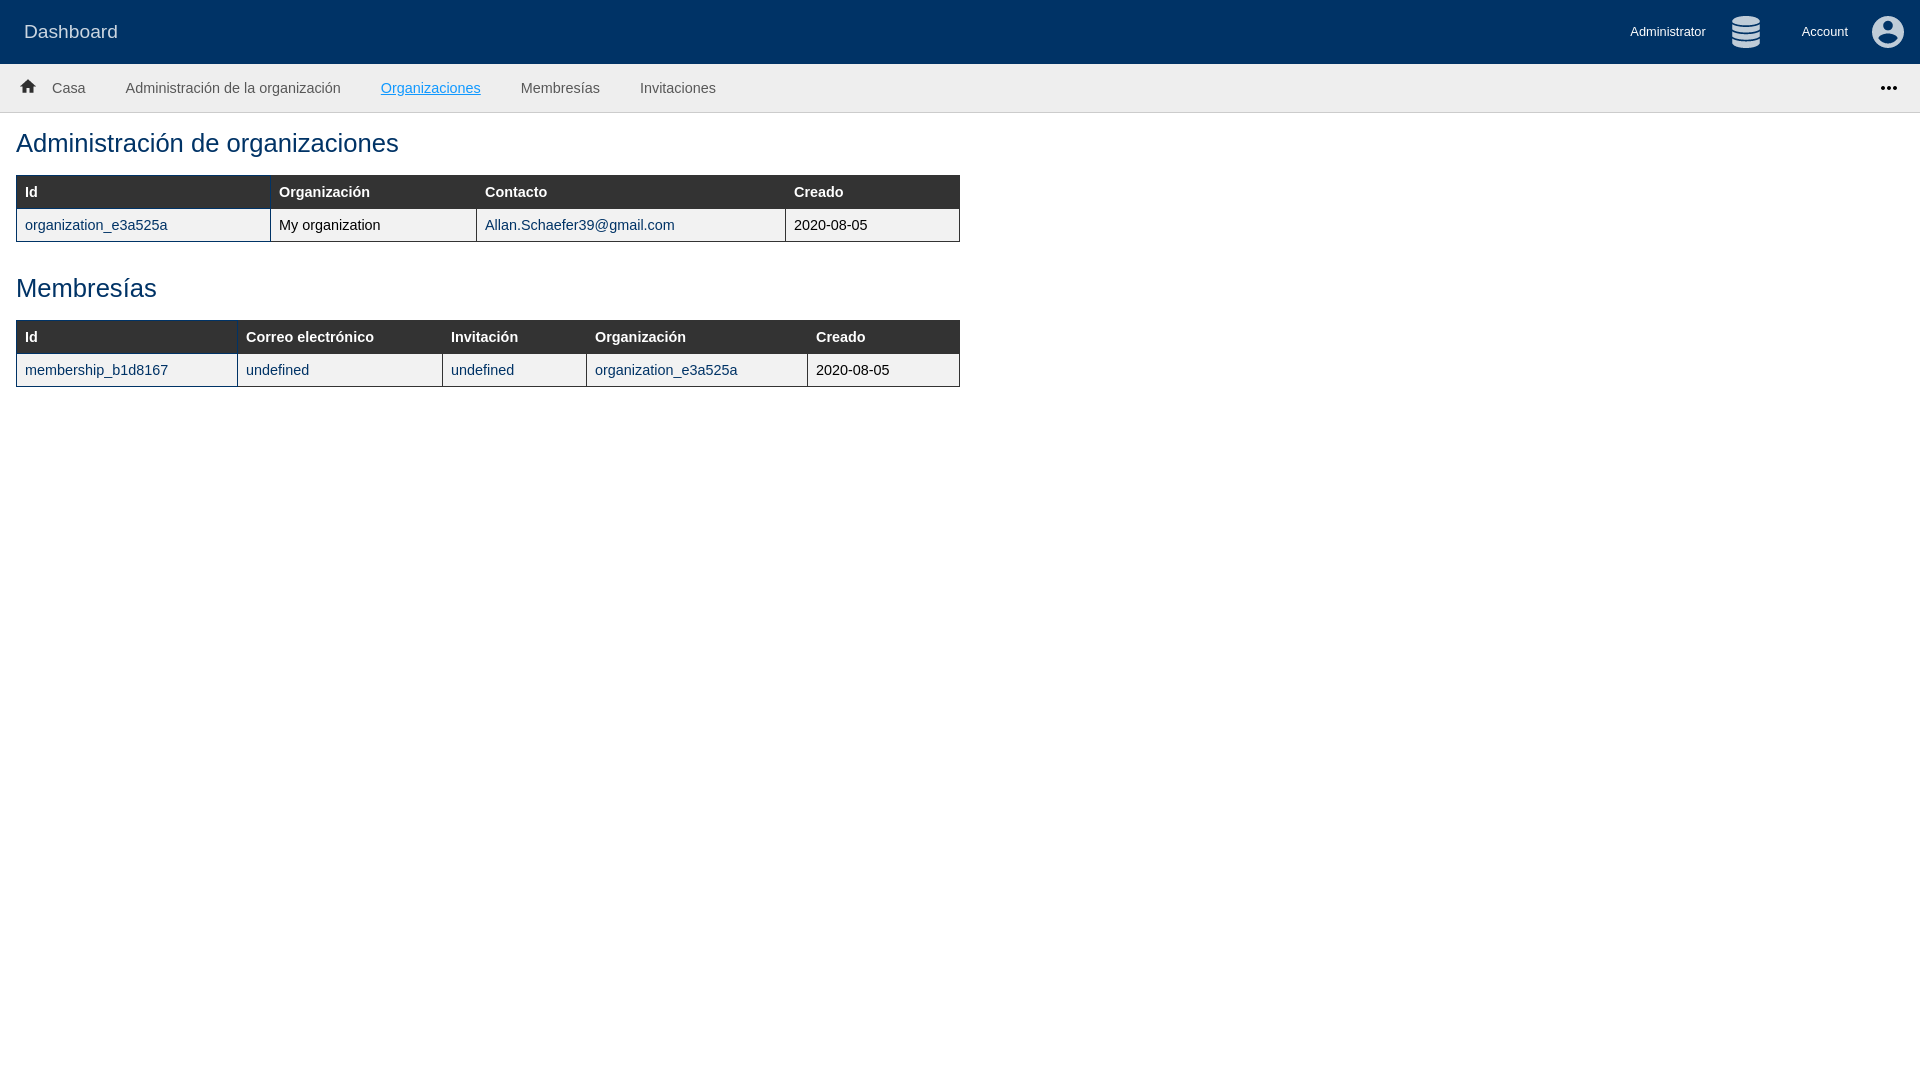 Dashboard
Administrator
Account
Casa
Administración de la organización
Organizaciones
Membresías
Invitaciones
Administración de organizaciones
Id Organización Contacto Creado
organization_e3a525a My organization Allan.Schaefer39@gmail.com 2020-08-05
Membresías
Id Correo electrónico Invitación Organización Creado
membership_b1d8167 undefined undefined organization_e3a525a 2020-08-05